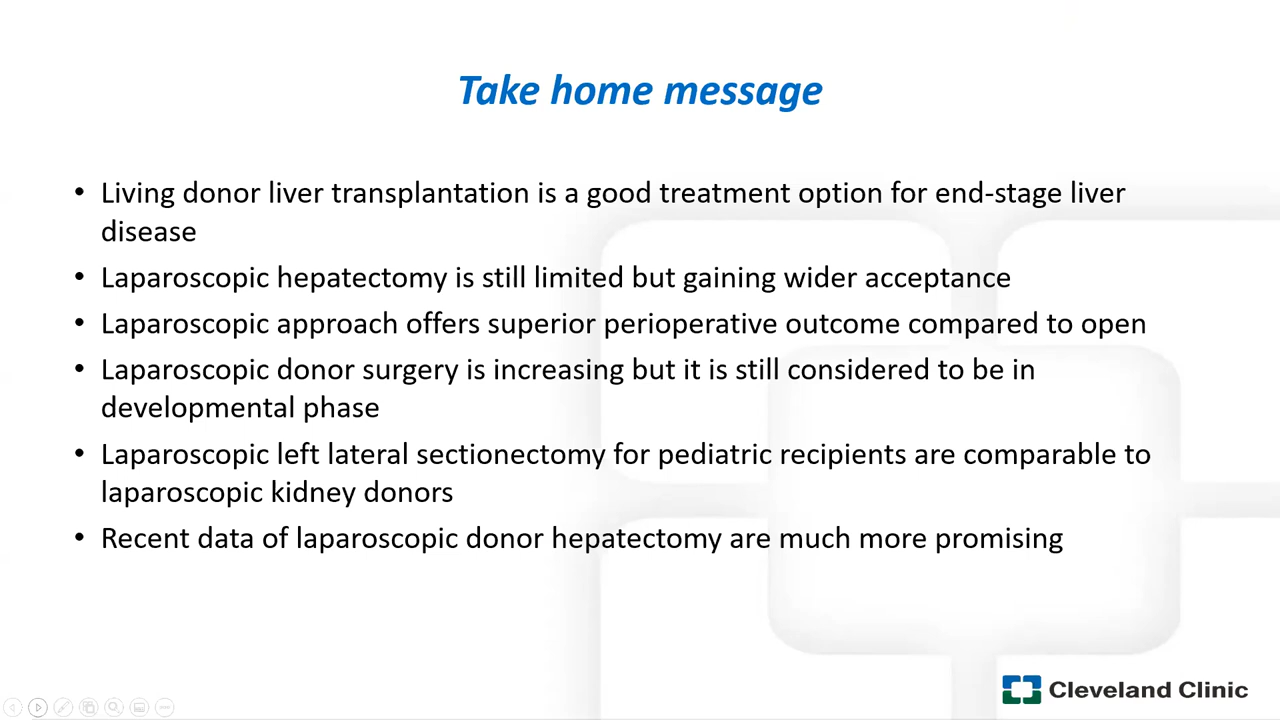 Take home message
• Living donor liver transplantation is a good treatment option for end-stage liver
disease
• Laparoscopic hepatectomy is still limited but gaining wider acceptance
• Laparoscopic approach offers superior perioperative outcome compared to open
• Laparoscopic donor surgery is increasing but it is still considered to be in
developmental phase
• Laparoscopic left lateral sectionectomy for pediatric recipients are comparable to
laparoscopic kidney donors
• Recent data of laparoscopic donor hepatectomy are much more promising
Cleveland Clinic